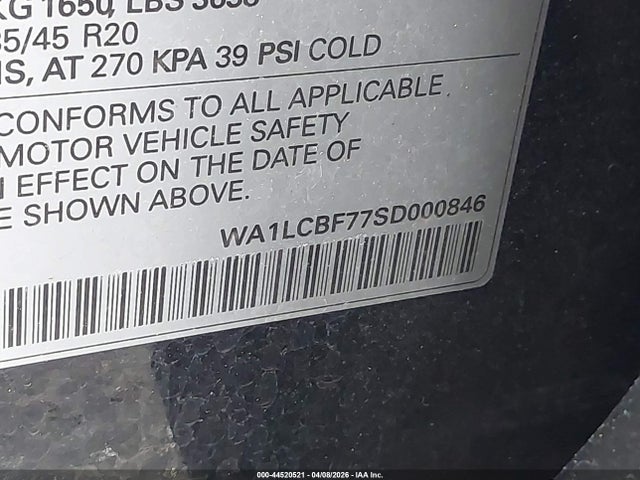 KG 1650, LBS 3638
35/45 R20
AT 270 KPA 39 PSI COLD
CONFORMS TO ALL APPLICABLE
MOTOR VEHICLE SAFETY
EFFECT ON THE DATE OF
SHOWN ABOVE.
WA1LCBF77SD000846
000-44520521 - 04/08/2026 - IAA Inc.